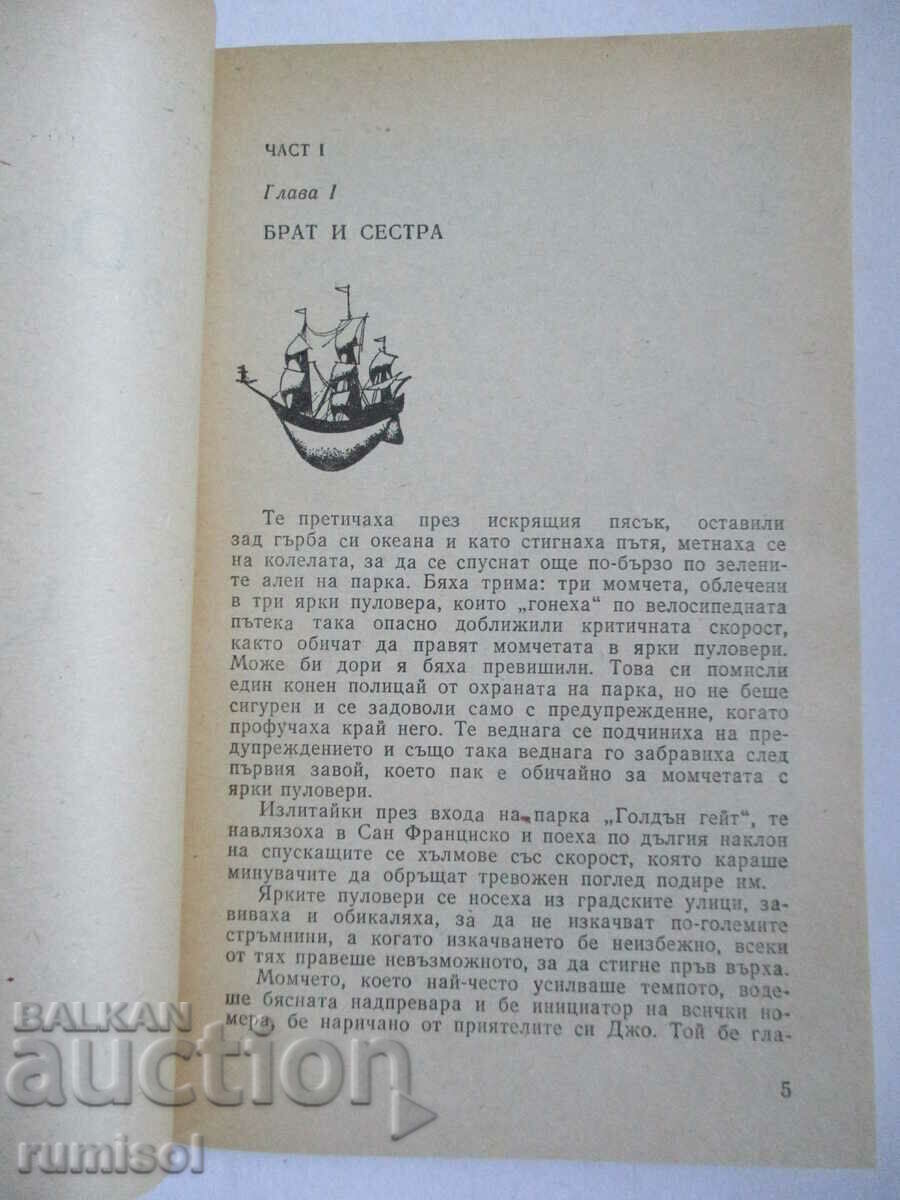 ЧАСТ I
Глава I
БРАТ И СЕСТРА
Те претичаха през искрящия пясък, оставили
зад гърба си океана и като стигнаха пътя, метнаха се
на колелата, за да се спуснат още по-бързо по зелени-
те алеи на парка. Бяха трима: три момчета, облечени
в три ярки пуловера, които „гонеха“ по велосипедната
пътека така опасно доближили критичната скорост,
както обичат да правят момчетата в ярки пуловери.
Може би дори я бяха превишили. Това си помисли
един конен полицай от охраната на парка, но не беше
сигурен и се задоволи само с предупреждение, когато
профучаха край него. Те веднага се подчиниха на пре-
дупреждението и също така веднага го забравиха след
първия завой, което пак е обичайно за момчетата с
ярки пуловери.
Излитайки през входа на парка „Голдън гейт“, те
навлязоха в Сан Франциско и поеха по дългия наклон
на спускащите се хълмове със скорост, която караше
минувачите да обръщат тревожен поглед подире им.
Ярките пуловери се носеха из градските улици, за-
виваха и обикаляха, за да не изкачват по-големите
стръмнини, а когато изкачването бе неизбежно, всеки
от тях правеше невъзможното, за да стигне пръв върха.
Момчето, което най-често усилваше темпото, воде-
ше бясната надпревара и бе инициатор на всички но-
мера, бе наричано от приятелите си Джо. Той бе гла-
5
BALKAN
auction
rumisol